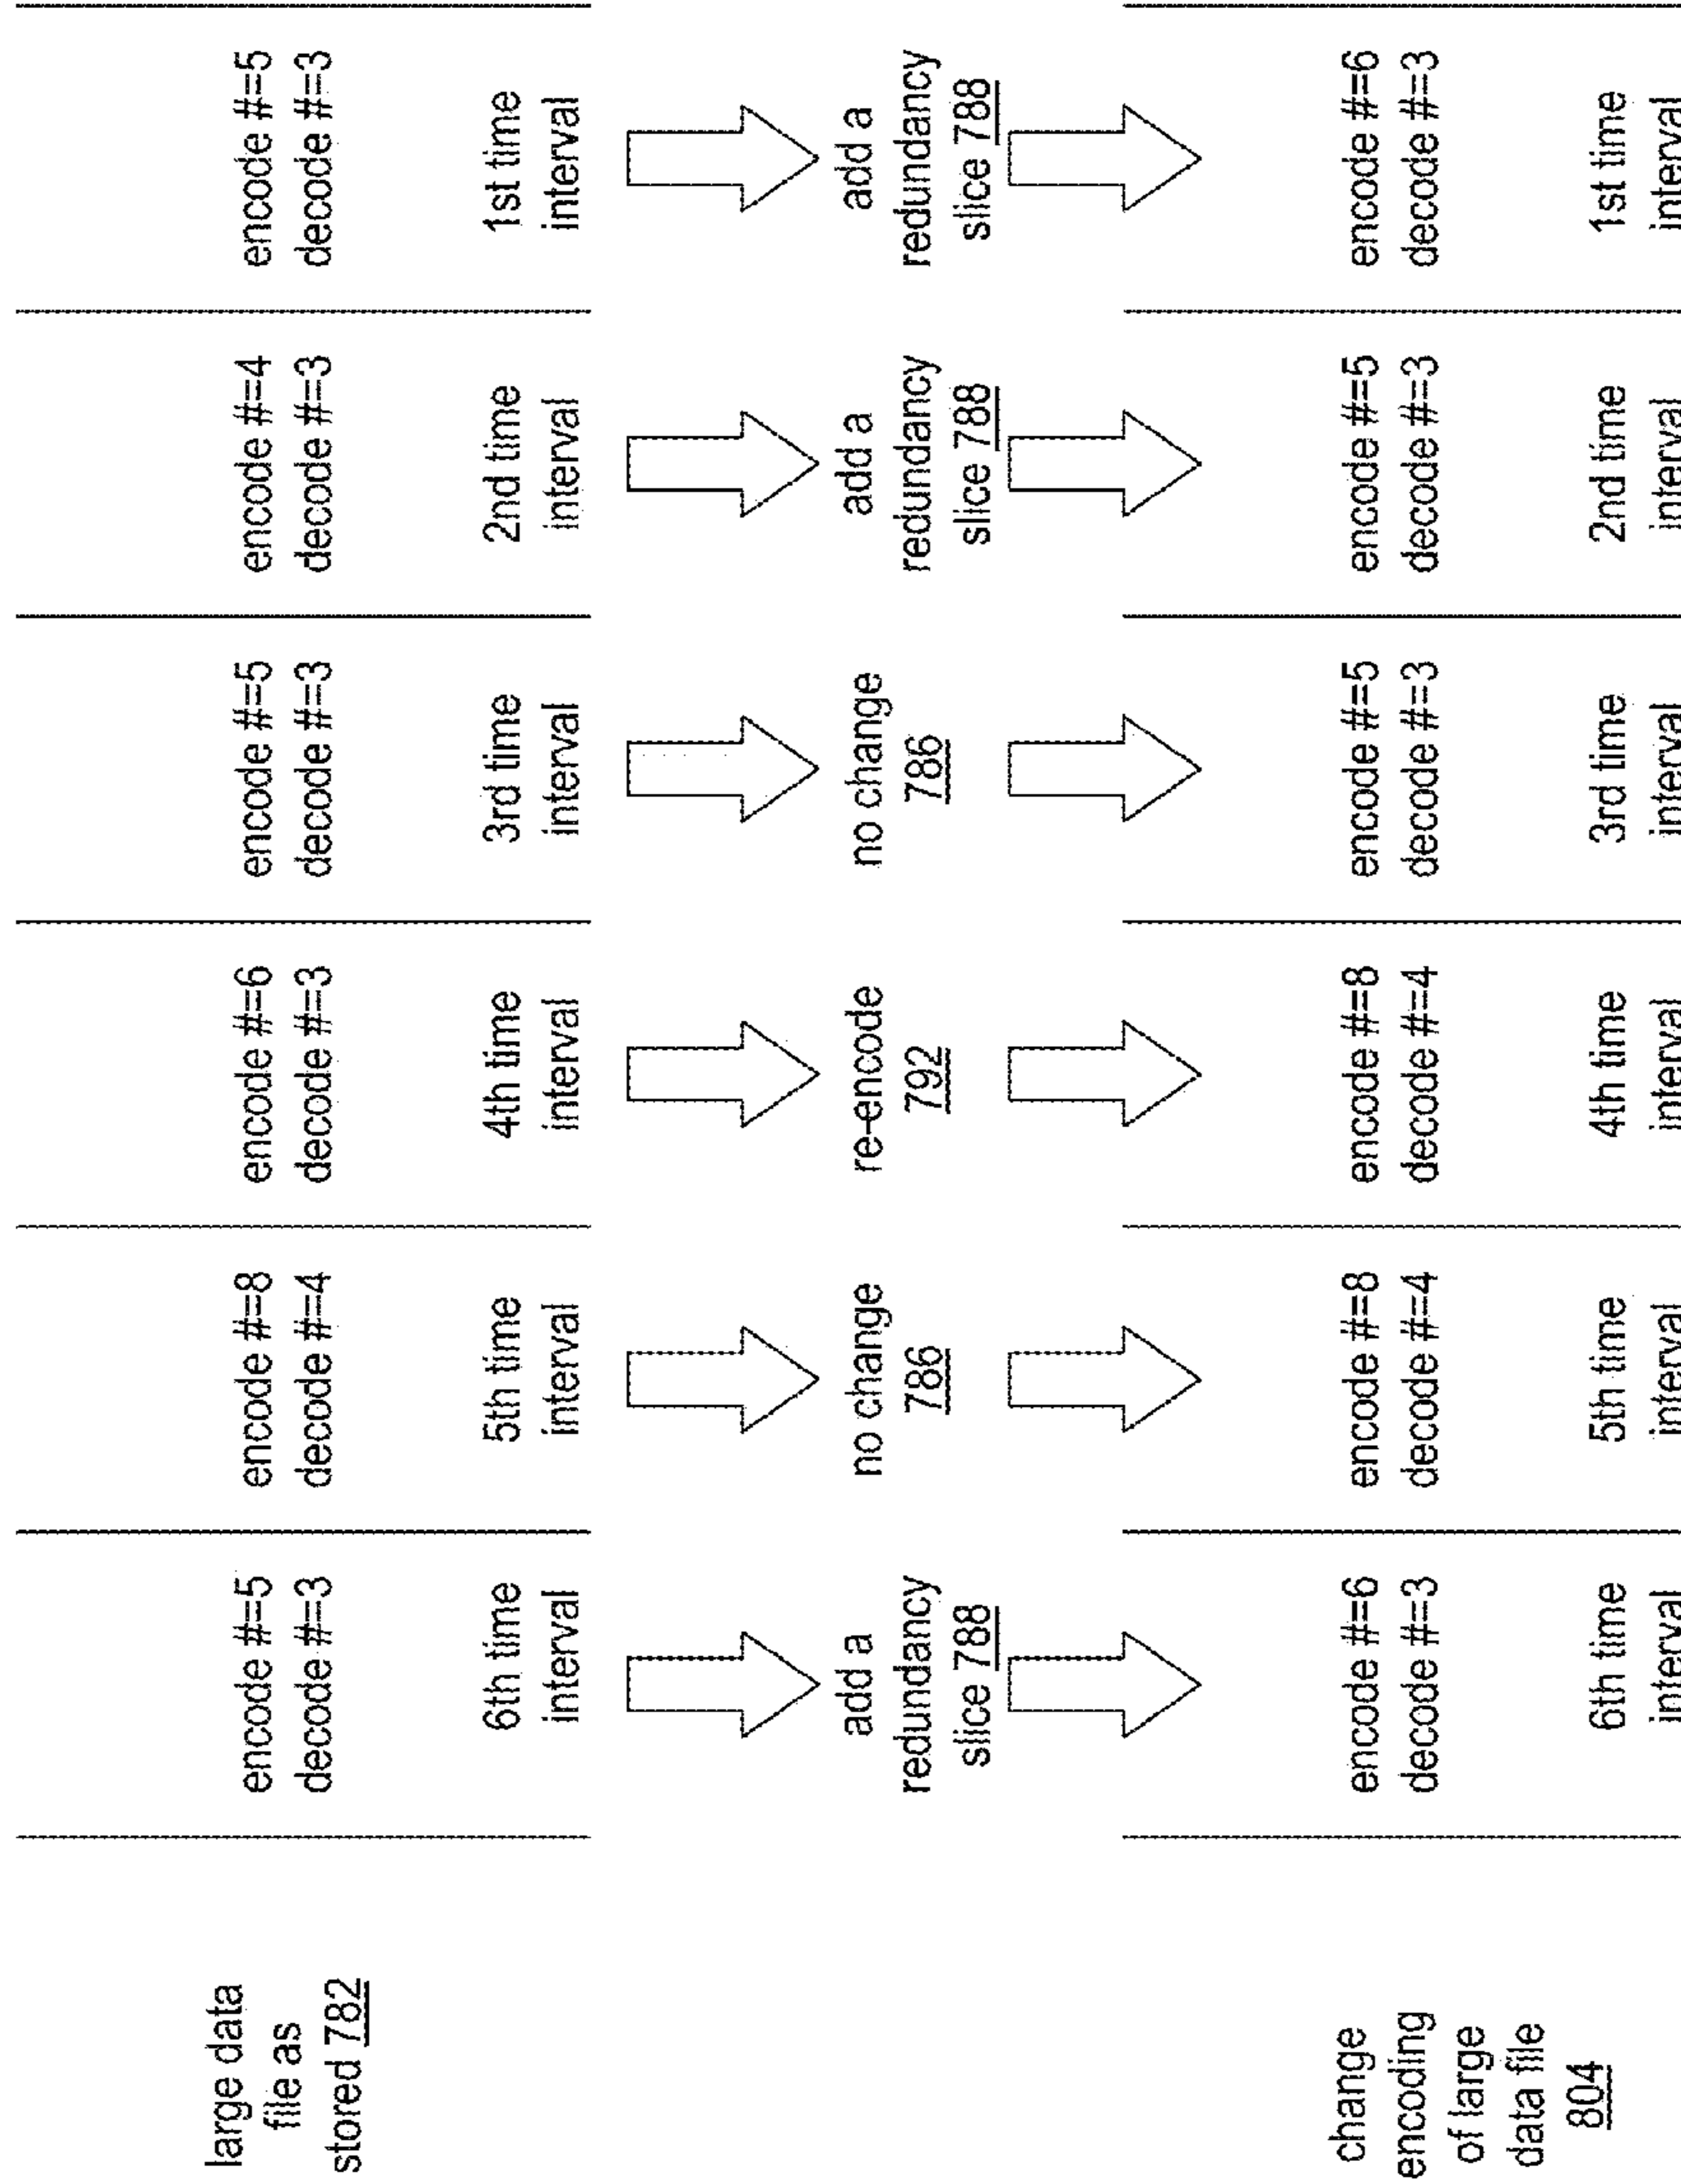 large data
file as
stored 782
encode #=5
decode #=3
6th time
interval
encode #=8
decode #=4
5th time
interval
encode #=6
decode #=3
4th time
interval
encode #=5
decode #=3
3rd time
interval
encode #=4
decode #=3
2nd time
interval
encode #=5
decode #=3
1st time
interval
add a
redundancy
slice 788
no change
786
re-encode
792
no change
786
add a
redundancy
slice 788
add a
redundancy
slice 788
change
encoding
of large
data file
804
encode #=6
decode #=3
6th time
interval
encode #=8
decode #=4
5th time
interval
encode #=8
decode #=4
4th time
interval
encode #=5
decode #=3
3rd time
interval
encode #=5
decode #=3
2nd time
interval
encode #=6
decode #=3
1st time
interval